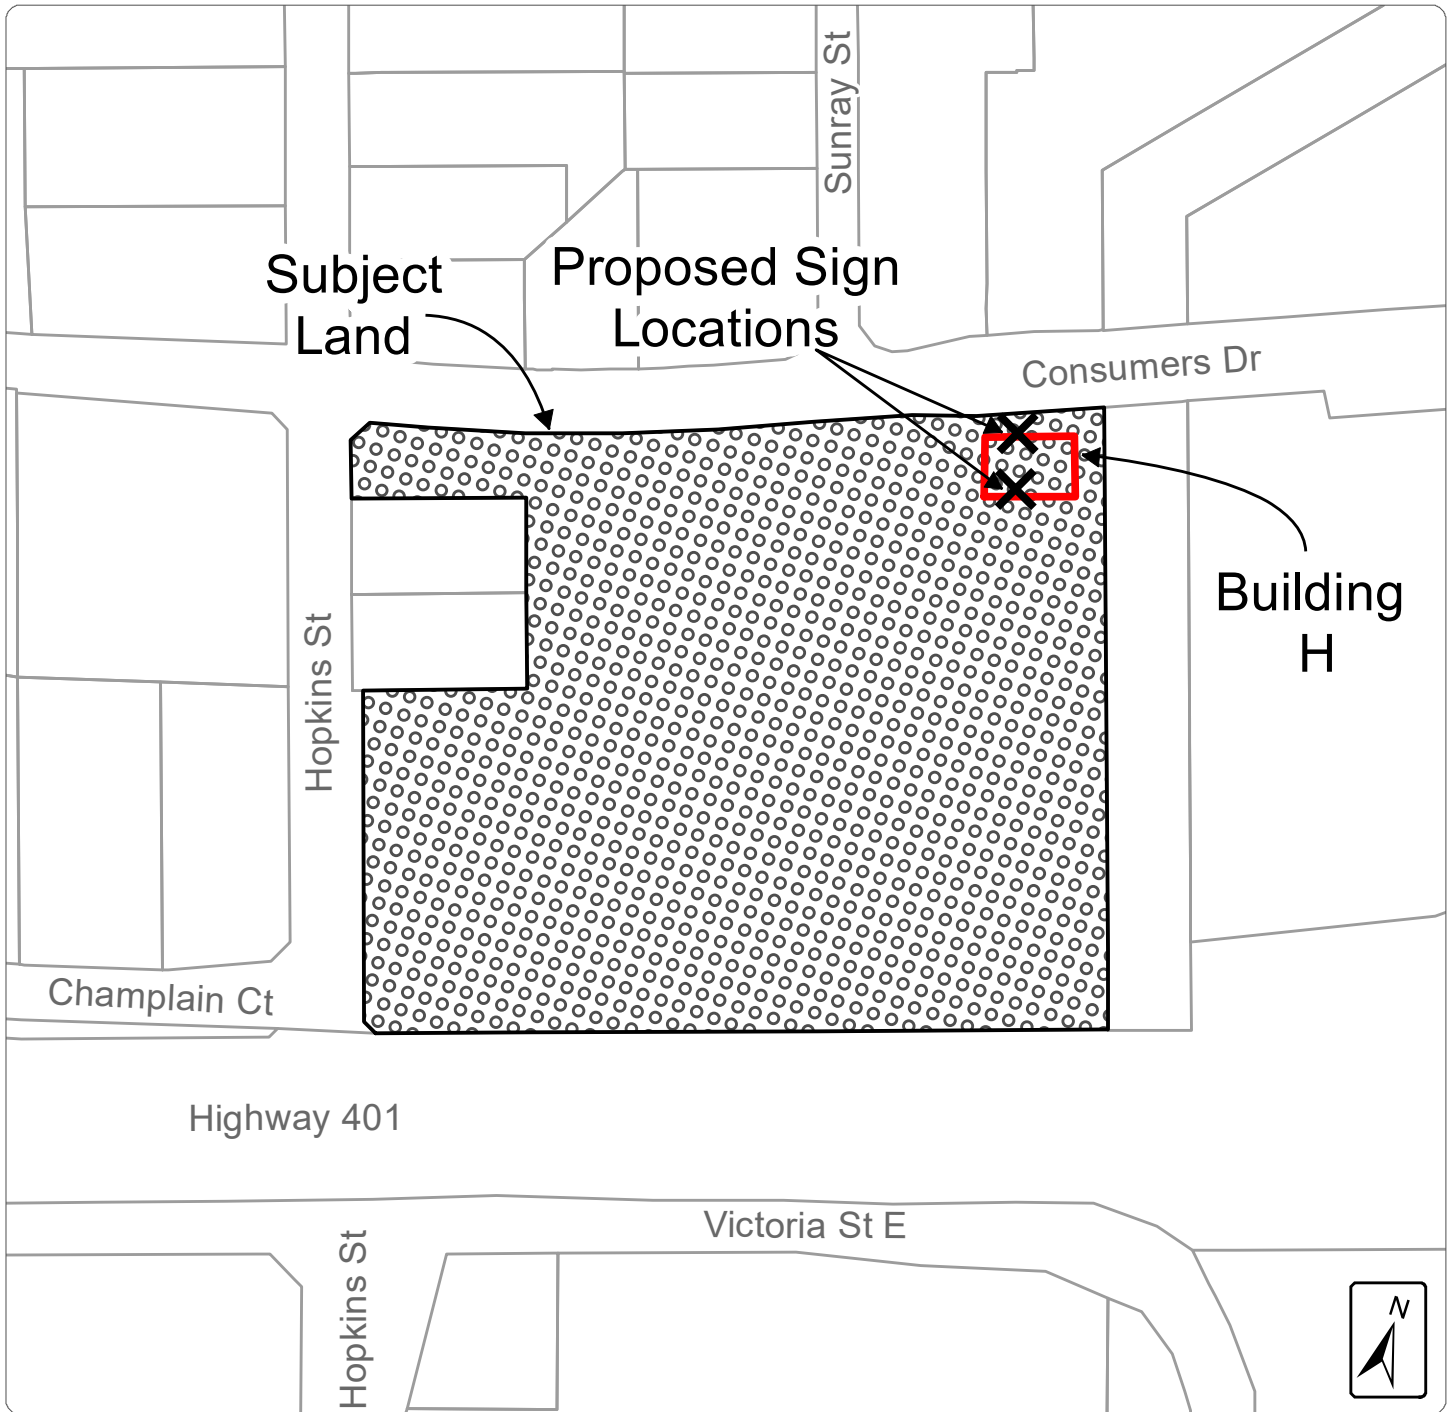 Sunray St
Subject
Land
Proposed Sign
Locations
Consumers Dr
Building
H
Hopkins St
Champlain Ct
Highway 401
Victoria St E
Hopkins St
N